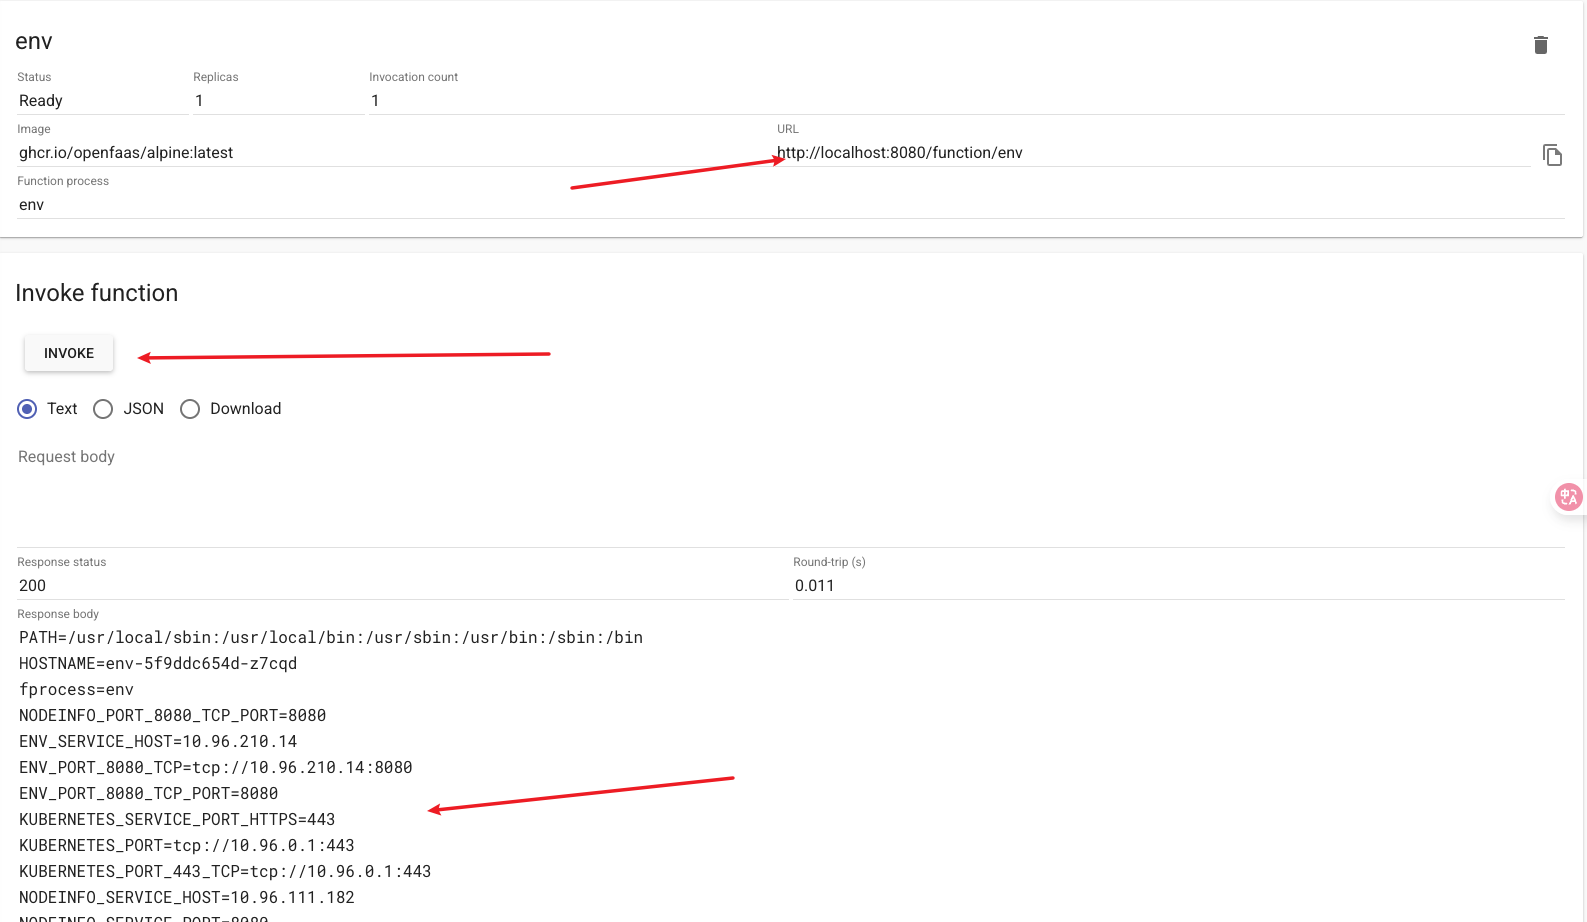 env
Status
Replicas
Invocation count
Ready
1
1
Image
URL
ghcr.io/openfaas/alpine:latest
http://localhost:8080/function/env
Function process
env
Invoke function
INVOKE
Text
JSON
Download
Request body
Response status
Round-trip (s)
200
0.011
Response body
PATH=/usr/local/sbin:/usr/local/bin:/usr/sbin:/usr/bin:/sbin:/bin
HOSTNAME=env-5f9ddc654d-z7cqd
fprocess=env
NODEINFO_PORT_8080_TCP_PORT=8080
ENV_SERVICE_HOST=10.96.210.14
ENV_PORT_8080_TCP=tcp://10.96.210.14:8080
ENV_PORT_8080_TCP_PORT=8080
KUBERNETES_SERVICE_PORT_HTTPS=443
KUBERNETES_PORT=tcp://10.96.0.1:443
KUBERNETES_PORT_443_TCP=tcp://10.96.0.1:443
NODEINFO_SERVICE_HOST=10.96.111.182
NODEINFO_SERVICE_PORT=8080